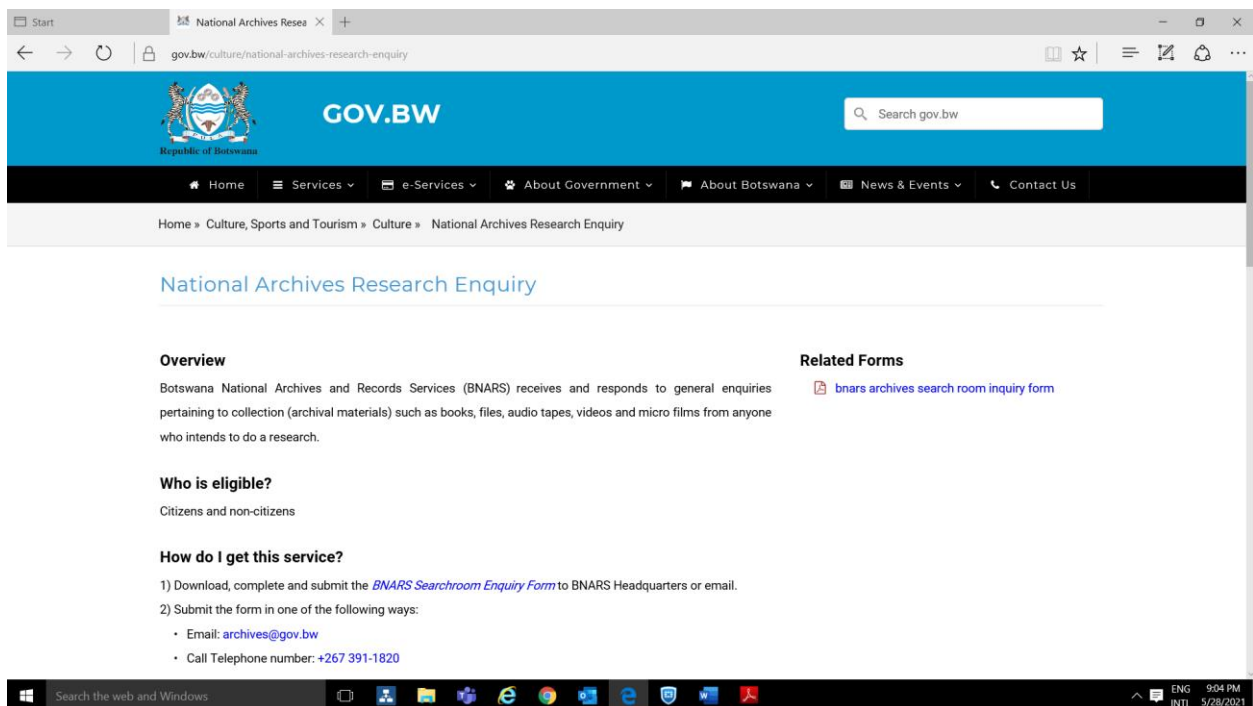 Start
National Archives Resea
gov.bw/culture/national-archives-research-enquiry
PULA
Republic of Botswana
GOV.BW
Search gov.bw
Home Services e-Services About Government About Botswana News & Events Contact Us
Home » Culture, Sports and Tourism » Culture » National Archives Research Enquiry
National Archives Research Enquiry
Overview
Botswana National Archives and Records Services (BNARS) receives and responds to general enquiries
pertaining to collection (archival materials) such as books, files, audio tapes, videos and micro films from anyone
who intends to do a research.
Related Forms
bnars archives search room inquiry form
Who is eligible?
Citizens and non-citizens
How do I get this service?
1) Download, complete and submit the BNARS Searchroom Enquiry Form to BNARS Headquarters or email.
2) Submit the form in one of the following ways:
• Email: archives@gov.bw
• Call Telephone number: +267 391-1820
Search the web and Windows
ENG 9:04 PM
INTL 5/28/2021